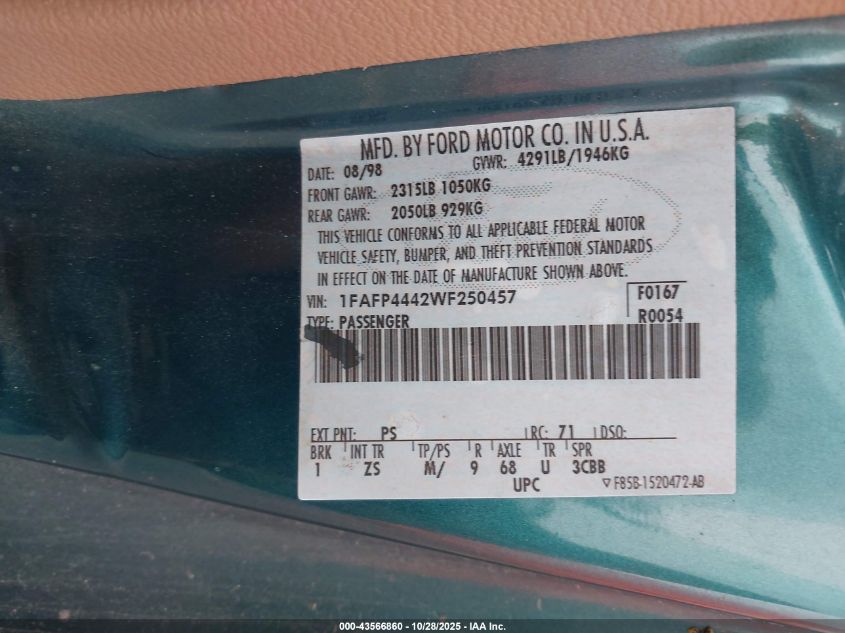 MFD. BY FORD MOTOR CO. IN U.S.A.
DATE: 08/98 GVWR: 4291LB/1946KG
FRONT GAWR: 2315LB 1050KG
REAR GAWR: 2050LB 929KG
THIS VEHICLE CONFORMS TO ALL APPLICABLE FEDERAL MOTOR
VEHICLE SAFETY, BUMPER, AND THEFT PREVENTION STANDARDS
IN EFFECT ON THE DATE OF MANUFACTURE SHOWN ABOVE.
VIN: 1FAFP4442WF250457 F0167
TYPE: PASSENGER R0054
EXT PNT: PS RC: 71 DSO:
BRK INT TR TP/PS R AXLE TR SPR
1 ZS M/ 9 68 U 3CBB
UPC ▽F85B-1520472-AB
000-43566860 - 10/28/2025 - IAA Inc.